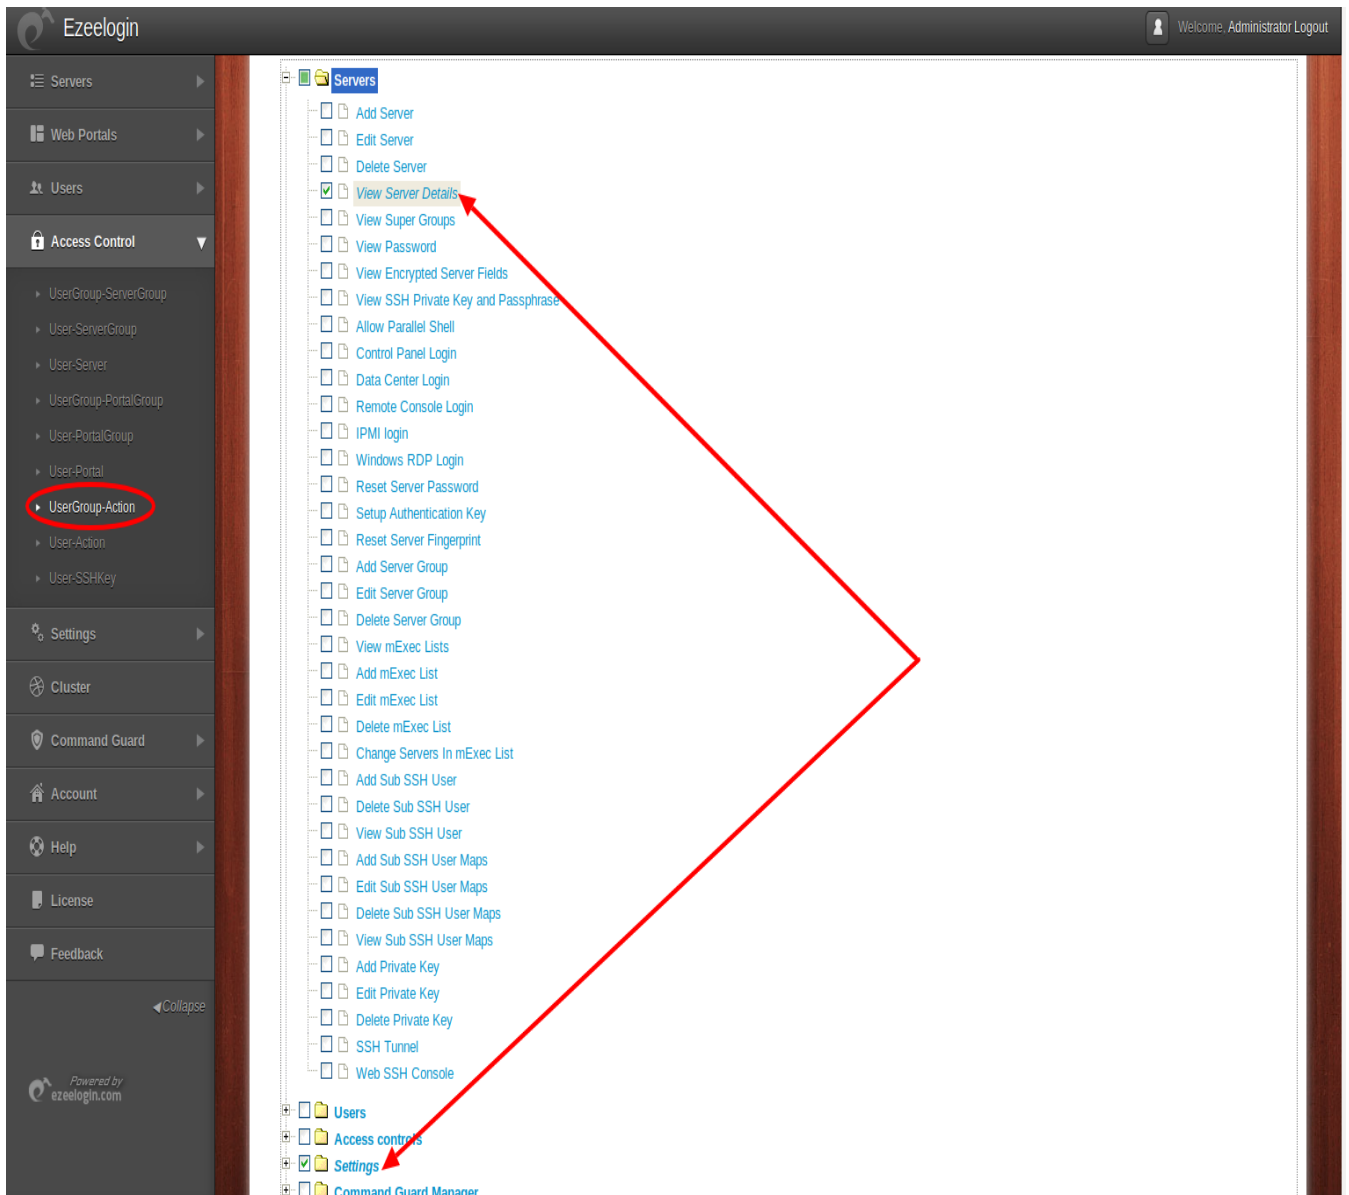 Ezeelogin
Welcome, Administrator Logout
Servers
Web Portals
Users
Access Control
UserGroup-ServerGroup
User-ServerGroup
User-Server
UserGroup-PortalGroup
User-PortalGroup
User-Portal
UserGroup-Action
User-Action
User-SSHKey
Settings
Cluster
Command Guard
Account
Help
License
Feedback
Collapse
Powered by
ezeelogin.com
Servers
Add Server
Edit Server
Delete Server
View Server Details
View Super Groups
View Password
View Encrypted Server Fields
View SSH Private Key and Passphrase
Allow Parallel Shell
Control Panel Login
Data Center Login
Remote Console Login
IPMI login
Windows RDP Login
Reset Server Password
Setup Authentication Key
Reset Server Fingerprint
Add Server Group
Edit Server Group
Delete Server Group
View mExec Lists
Add mExec List
Edit mExec List
Delete mExec List
Change Servers In mExec List
Add Sub SSH User
Delete Sub SSH User
View Sub SSH User
Add Sub SSH User Maps
Edit Sub SSH User Maps
Delete Sub SSH User Maps
View Sub SSH User Maps
Add Private Key
Edit Private Key
Delete Private Key
SSH Tunnel
Web SSH Console
Users
Access controls
Settings
Command Guard Manager